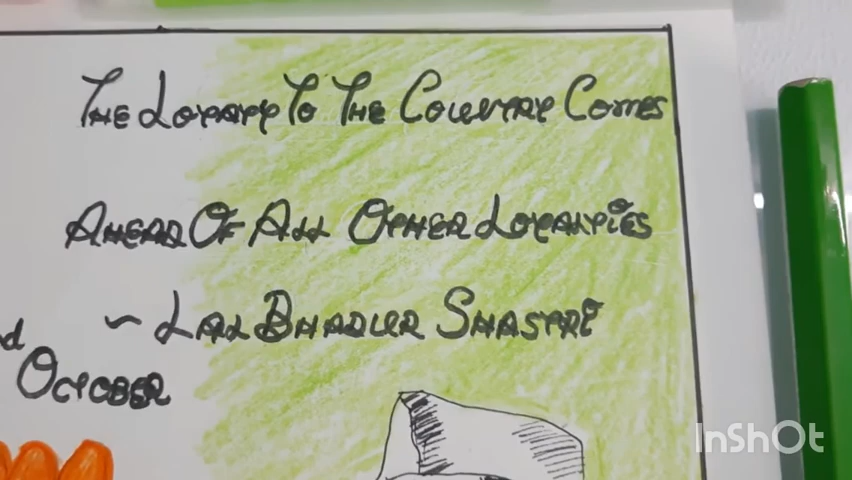 The Loyalty To The Country Comes
Ahead Of All Other Loyalties
~ Lal Bhadur Shastri
October
InShOt